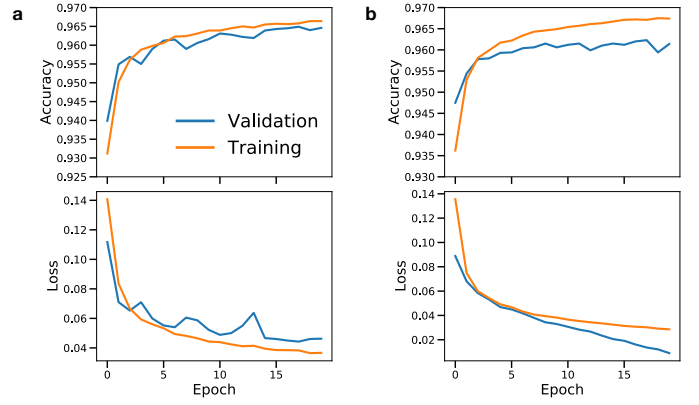 a
0.970
0.965
0.960
0.955
0.950
0.945
0.940
0.935
0.930
0.925
Accuracy
Validation
Training
b
0.970
0.965
0.960
0.955
0.950
0.945
0.940
0.935
0.930
Accuracy
0.14
0.12
0.10
0.08
0.06
0.04
Loss
0 5 10 15
Epoch
0.14
0.12
0.10
0.08
0.06
0.04
0.02
Loss
0 5 10 15
Epoch